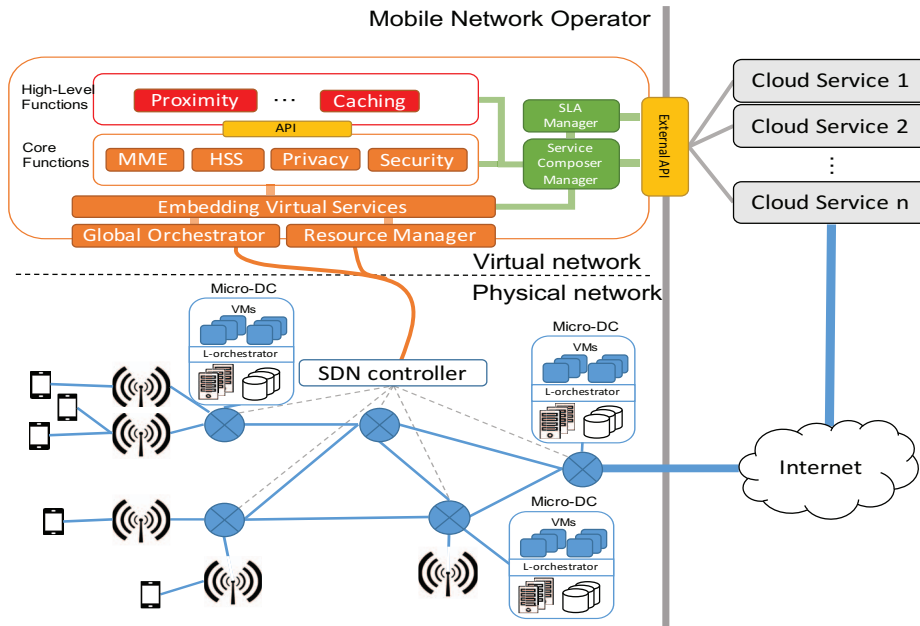 Mobile Network Operator
High-Level
Functions
Proximity
...
Caching
API
Core
Functions
MME
HSS
Privacy
Security
SLA
Manager
Service
Composer
Manager
External API
Embedding Virtual Services
Global Orchestrator
Resource Manager
Cloud Service 1
Cloud Service 2
...
Cloud Service n
Virtual network
Physical network
Micro-DC
VMs
L-orchestrator
SDN controller
Micro-DC
VMs
L-orchestrator
Internet
Micro-DC
VMs
L-orchestrator